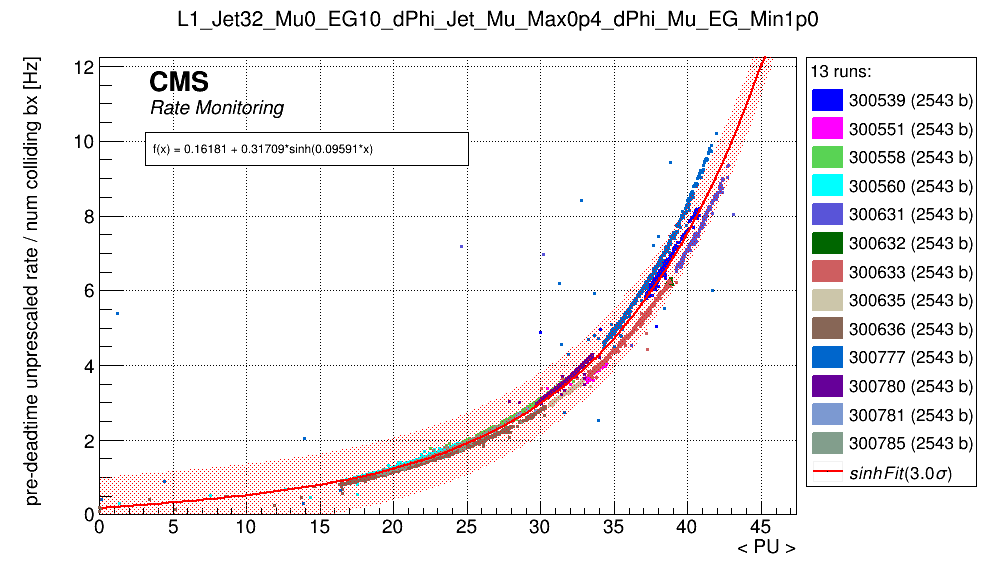 L1_Jet32_Mu0_EG10_dPhi_Jet_Mu_Max0p4_dPhi_Mu_EG_Min1p0
pre-deadtime unprescaled rate / num colliding bx [Hz]
CMS
Rate Monitoring
f(x) = 0.16181 + 0.31709*sinh(0.09591*x)
12
10
8
6
4
2
0
0 5 10 15 20 25 30 35 40 45
< PU >
13 runs:
300539 (2543 b)
300551 (2543 b)
300558 (2543 b)
300560 (2543 b)
300631 (2543 b)
300632 (2543 b)
300633 (2543 b)
300635 (2543 b)
300636 (2543 b)
300777 (2543 b)
300780 (2543 b)
300781 (2543 b)
300785 (2543 b)
sinhFit(3.0σ)